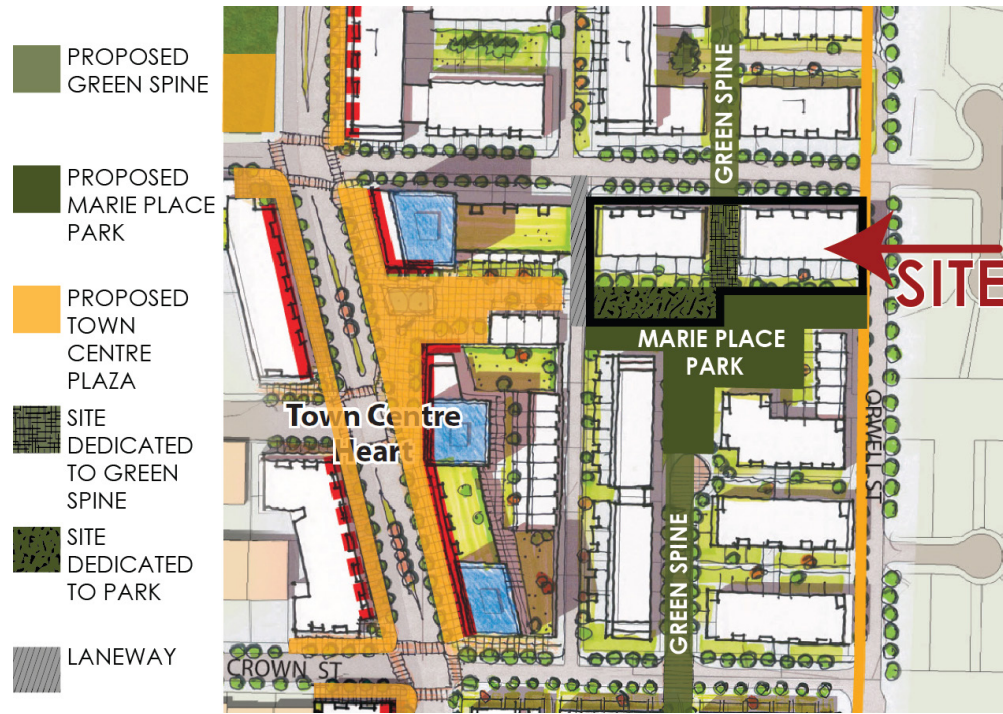 PROPOSED
GREEN SPINE
PROPOSED
MARIE PLACE
PARK
PROPOSED
TOWN
CENTRE
PLAZA
SITE
DEDICATED
TO GREEN
SPINE
SITE
DEDICATED
TO PARK
LANEWAY
GREEN SPINE
SITE
MARIE PLACE
PARK
Town Centre
Heart
ORWELL ST
GREEN SPINE
CROWN ST